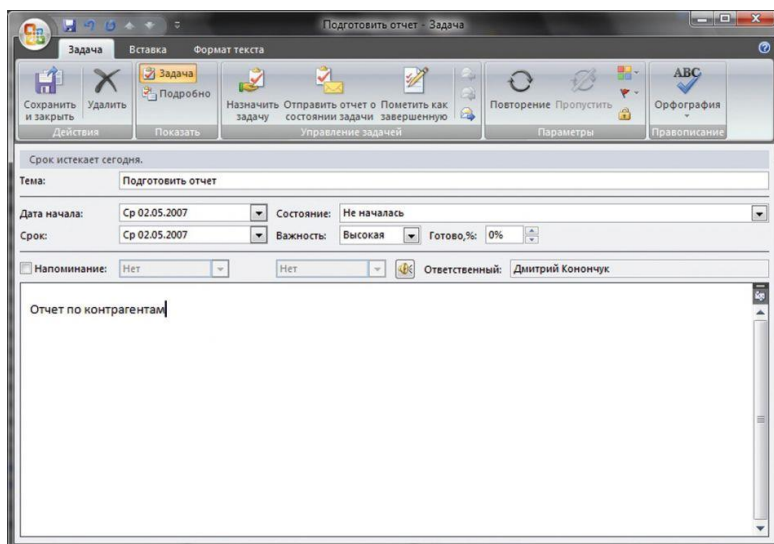 Подготовить отчет - Задача
Задача Вставка Формат текста
Сохранить и закрыть
Удалить
Действия
Задача
Подробно
Показать
Назначить задачу
Отправить отчет о состоянии задачи
Пометить как завершенную
Управление задачей
Повторение Пропустить
Параметры
ABC
Орфография
Правописание
Срок истекает сегодня.
Тема: Подготовить отчет
Дата начала: Ср 02.05.2007 Состояние: Не началась
Срок: Ср 02.05.2007 Важность: Высокая Готово,%: 0%
Напоминание: Нет Нет Ответственный: Дмитрий Конончук
Отчет по контрагентам